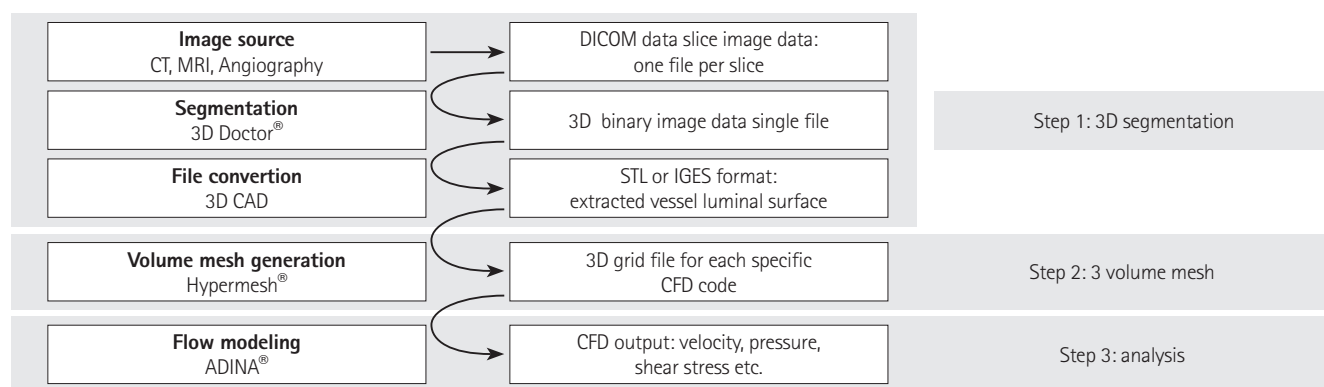 Image source
CT, MRI, Angiography
DICOM data slice image data:
one file per slice
Segmentation
3D Doctor®
3D binary image data single file
Step 1: 3D segmentation
File convertion
3D CAD
STL or IGES format:
extracted vessel luminal surface
Volume mesh generation
Hypermesh®
3D grid file for each specific
CFD code
Step 2: 3 volume mesh
Flow modeling
ADINA®
CFD output: velocity, pressure,
shear stress etc.
Step 3: analysis